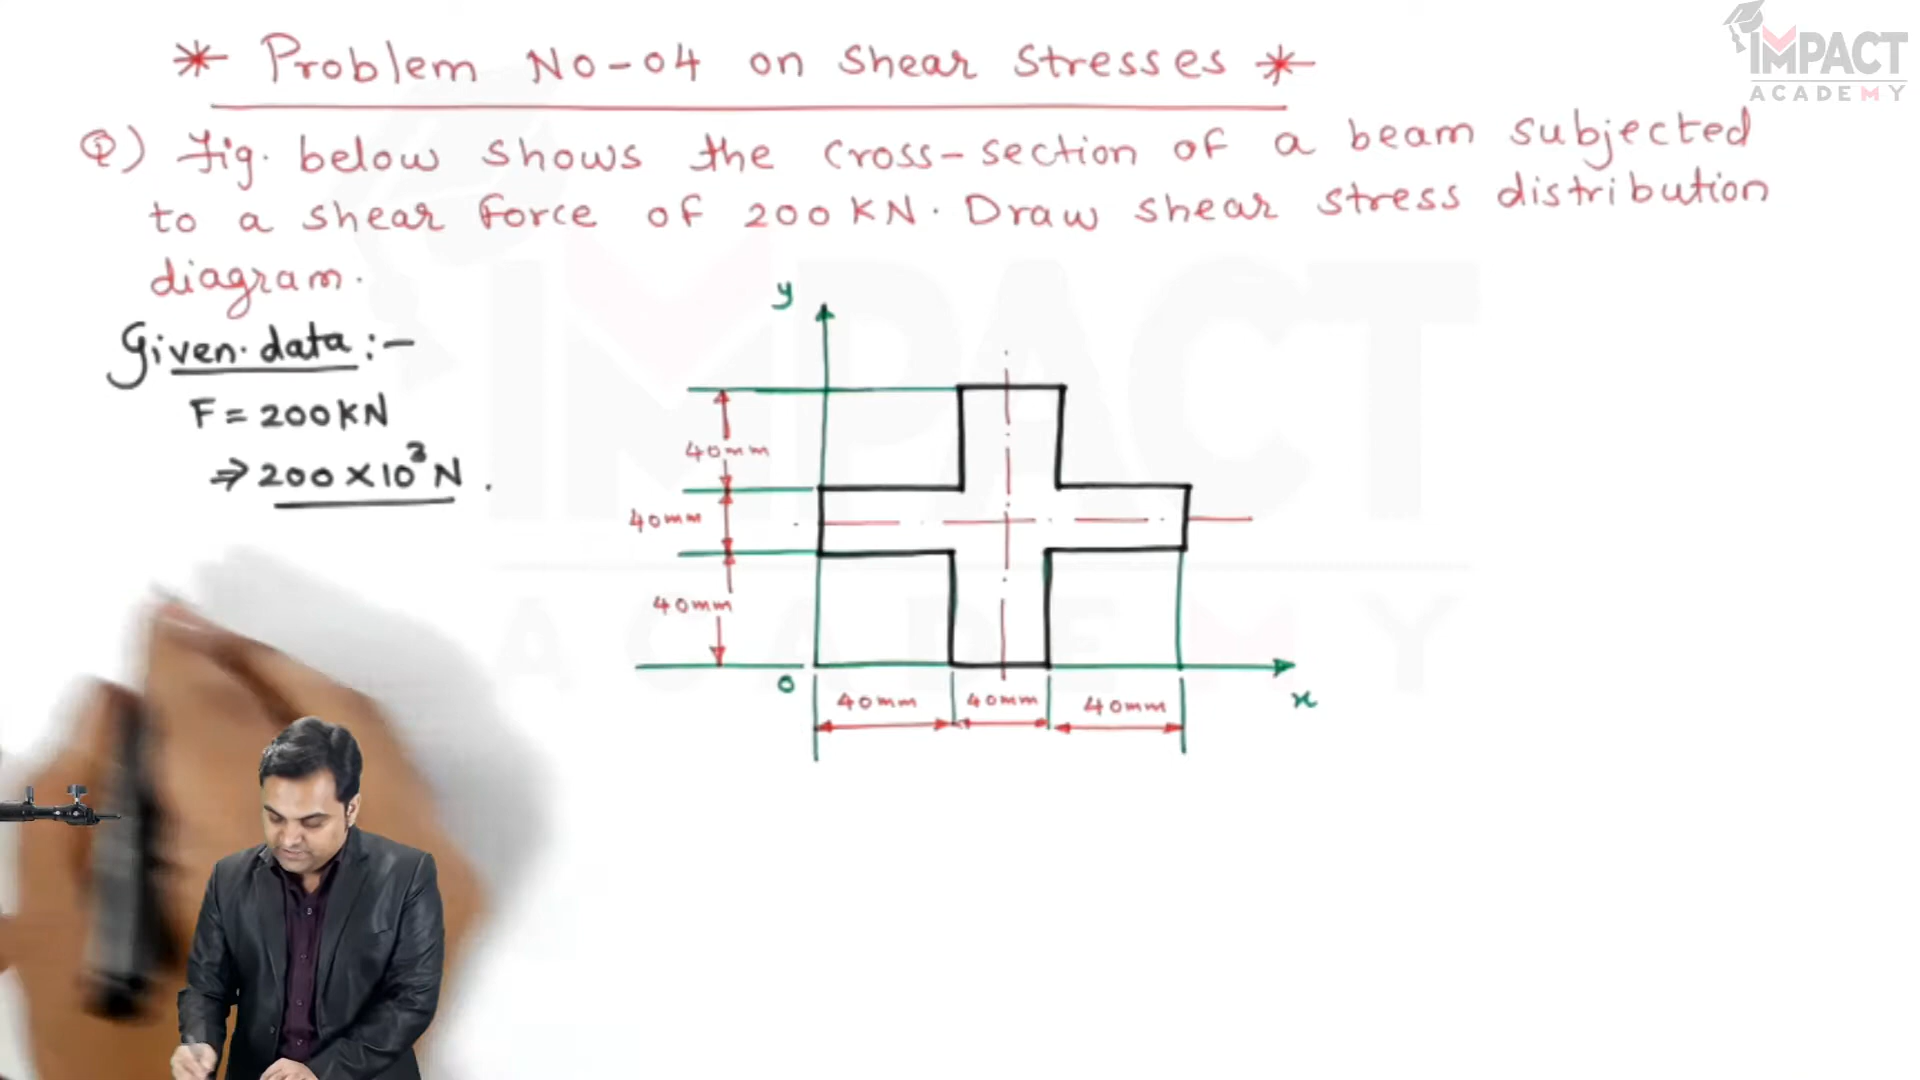 * Problem No-04 on Shear Stresses *
IMPACT
ACADEMY
Q) Fig. below shows the cross-section of a beam subjected
to a shear force of 200 KN. Draw shear stress distribution
diagram.
Given data :-
F = 200KN
⇒ 200 × 10³ N .
y
40mm
40mm
40mm
o
x
40mm
40mm
40mm
IMPACT
ACADEMY